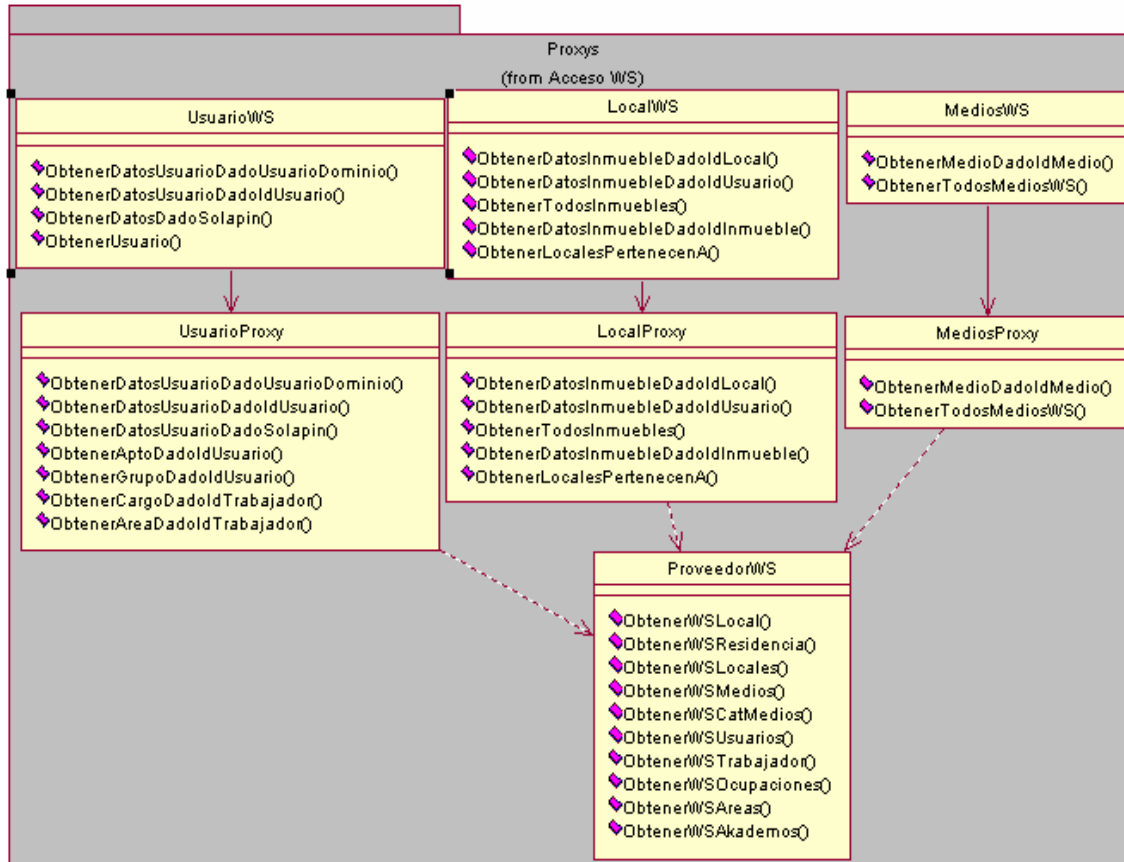 Proxys
(from Acceso WS)
UsuarioWS
ObtenerDatosUsuarioDadoUsuarioDominio()
ObtenerDatosUsuarioDadoIdUsuario()
ObtenerDatosDadoSolapin()
ObtenerUsuario()
LocalWS
ObtenerDatosInmuebleDadoIdLocal()
ObtenerDatosInmuebleDadoIdUsuario()
ObtenerTodosInmuebles()
ObtenerDatosInmuebleDadoIdInmueble()
ObtenerLocalesPertenecenA()
MediosWS
ObtenerMedioDadoIdMedio()
ObtenerTodosMediosWS()
UsuarioProxy
ObtenerDatosUsuarioDadoUsuarioDominio()
ObtenerDatosUsuarioDadoIdUsuario()
ObtenerDatosUsuarioDadoSolapin()
ObtenerAptoDadoIdUsuario()
ObtenerGrupoDadoIdUsuario()
ObtenerCargoDadoIdTrabajador()
ObtenerAreaDadoIdTrabajador()
LocalProxy
ObtenerDatosInmuebleDadoIdLocal()
ObtenerDatosInmuebleDadoIdUsuario()
ObtenerTodosInmuebles()
ObtenerDatosInmuebleDadoIdInmueble()
ObtenerLocalesPertenecenA()
MediosProxy
ObtenerMedioDadoIdMedio()
ObtenerTodosMediosWS()
ProveedorWS
ObtenerWSLocal()
ObtenerWSResidencia()
ObtenerWSLocales()
ObtenerWSMedios()
ObtenerWSCatMedios()
ObtenerWSUsuarios()
ObtenerWSTrabajador()
ObtenerWSOcupaciones()
ObtenerWSAreas()
ObtenerWSAkademos()